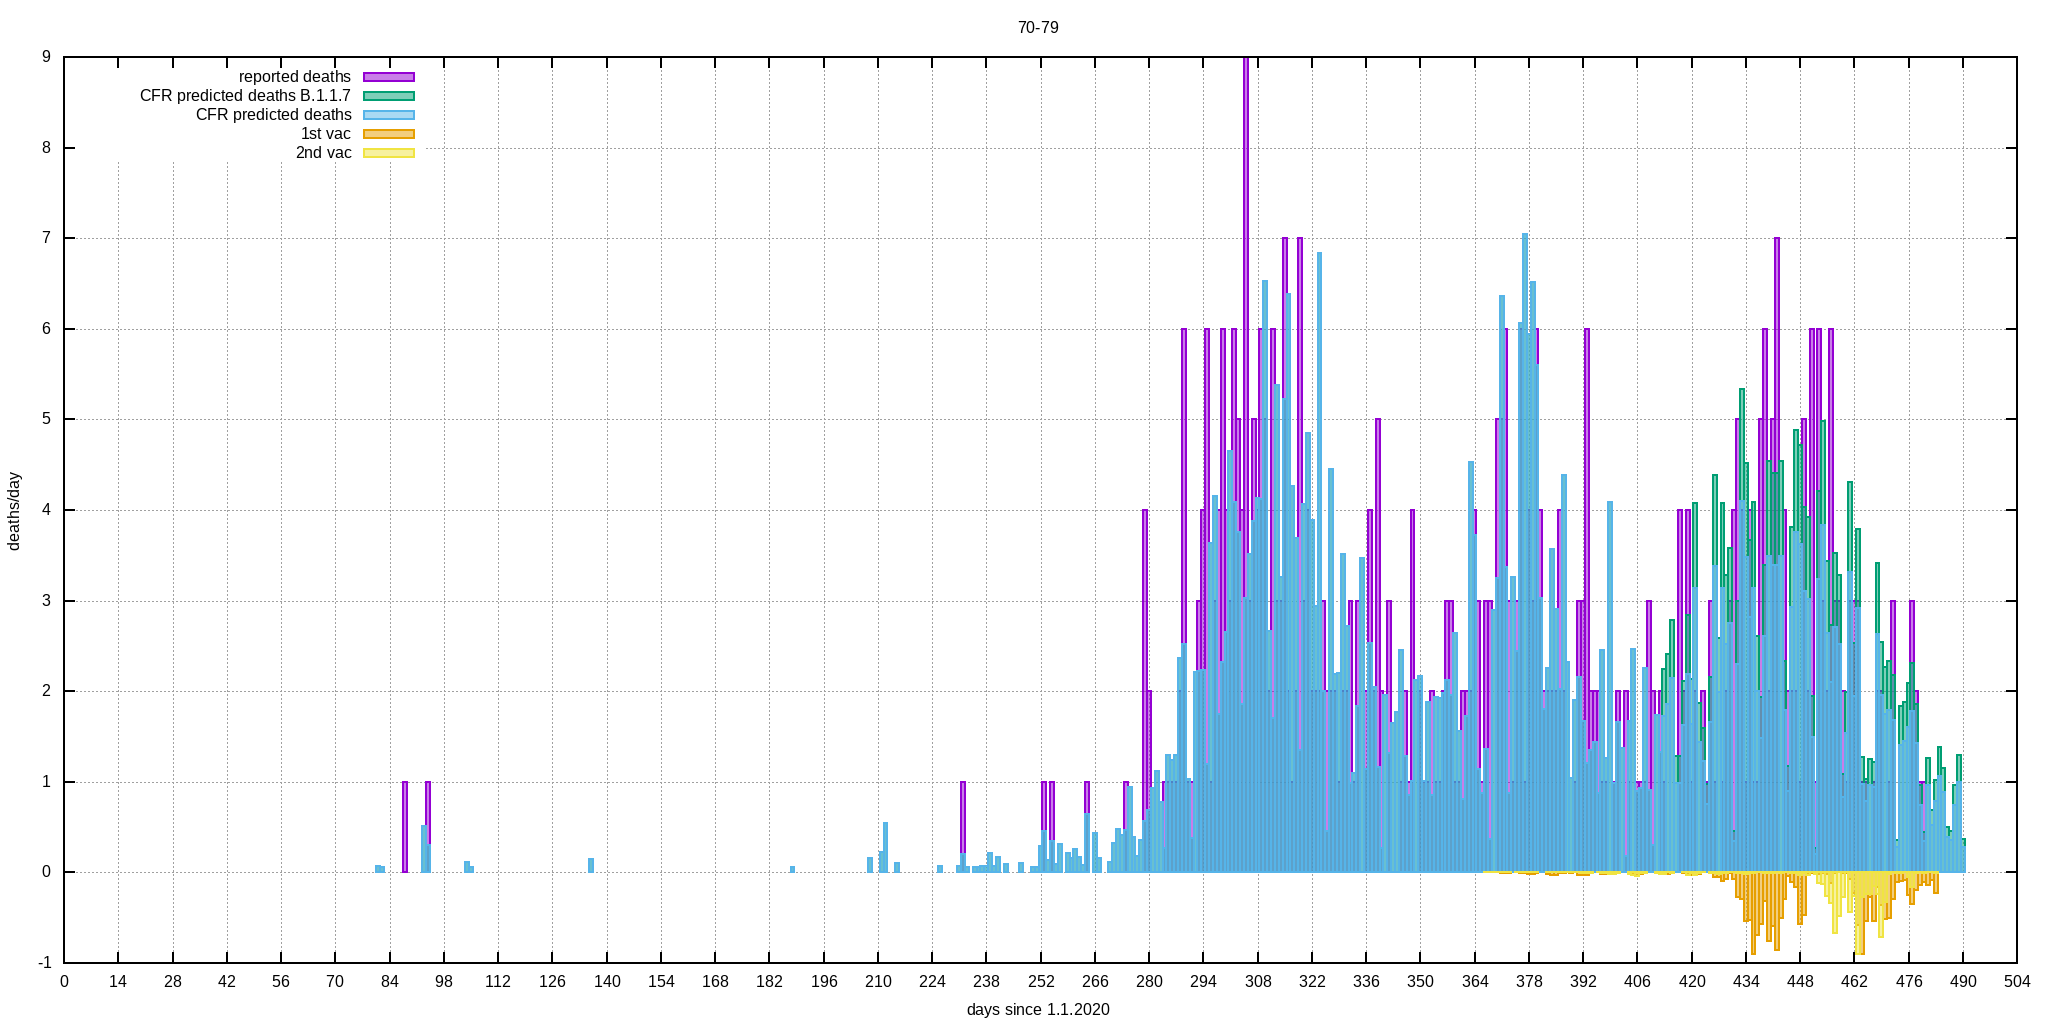 70-79
reported deaths
CFR predicted deaths B.1.1.7
CFR predicted deaths
1st vac
2nd vac
9
8
7
6
5
4
3
2
1
0
-1
deaths/day
0 14 28 42 56 70 84 98 112 126 140 154 168 182 196 210 224 238 252 266 280 294 308 322 336 350 364 378 392 406 420 434 448 462 476 490 504
days since 1.1.2020